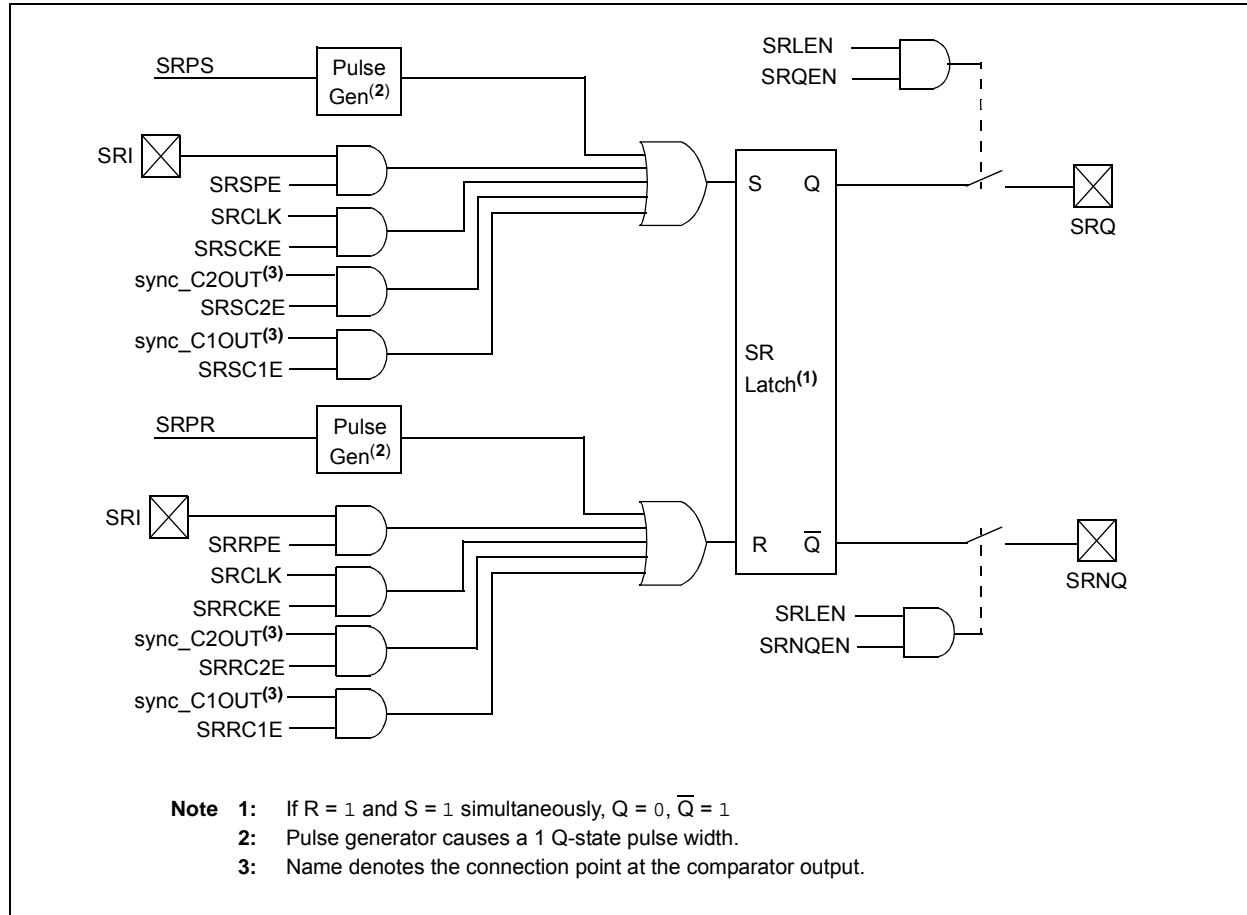 SRPS
Pulse
Gen(2)
SRI
SRSPE
SRCLK
SRSCKE
sync_C2OUT(3)
SRSC2E
sync_C1OUT(3)
SRSC1E
SRPR
Pulse
Gen(2)
SRI
SRRPE
SRCLK
SRRCKE
sync_C2OUT(3)
SRRC2E
sync_C1OUT(3)
SRRC1E
S Q
SR
Latch(1)
R Q̅
SRLEN
SRQEN
SRQ
SRNQ
SRLEN
SRNQEN
Note 1: If R = 1 and S = 1 simultaneously, Q = 0, Q̅ = 1
2: Pulse generator causes a 1 Q-state pulse width.
3: Name denotes the connection point at the comparator output.